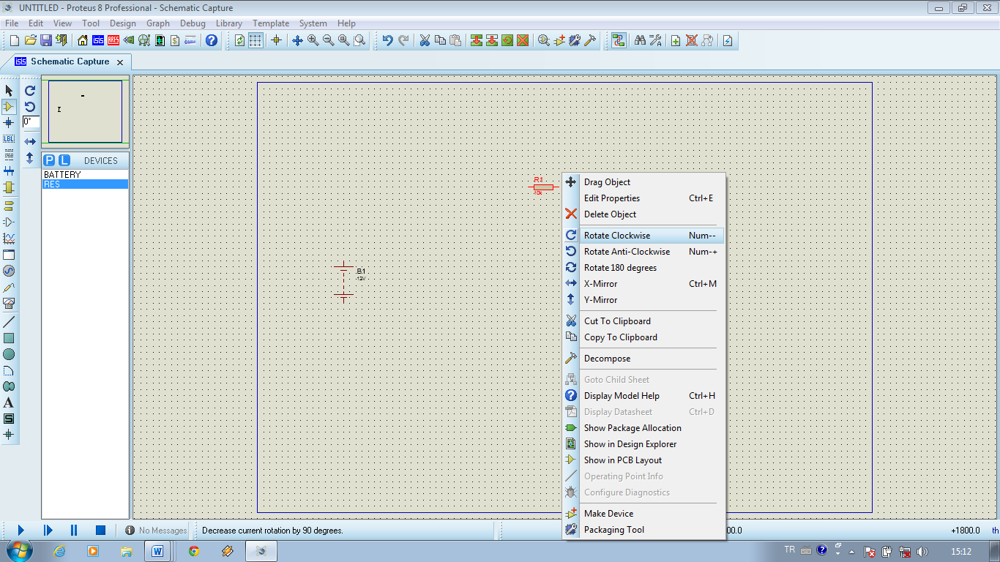 UNTITLED - Proteus 8 Professional - Schematic Capture
File Edit View Tool Design Graph Debug Library Template System Help
ISIS ARES $ ?
Schematic Capture
0°
LBL
P L DEVICES
BATTERY
RES
A
S
R1
10k
B1
12V
Drag Object
Edit Properties Ctrl+E
Delete Object
Rotate Clockwise Num--
Rotate Anti-Clockwise Num-+
Rotate 180 degrees
X-Mirror Ctrl+M
Y-Mirror
Cut To Clipboard
Copy To Clipboard
Decompose
Goto Child Sheet
Display Model Help Ctrl+H
Display Datasheet Ctrl+D
Show Package Allocation
Show in Design Explorer
Show in PCB Layout
Operating Point Info
Configure Diagnostics
Make Device
Packaging Tool
No Messages Decrease current rotation by 90 degrees. 00.0 +1800.0 th
W TR 15:12